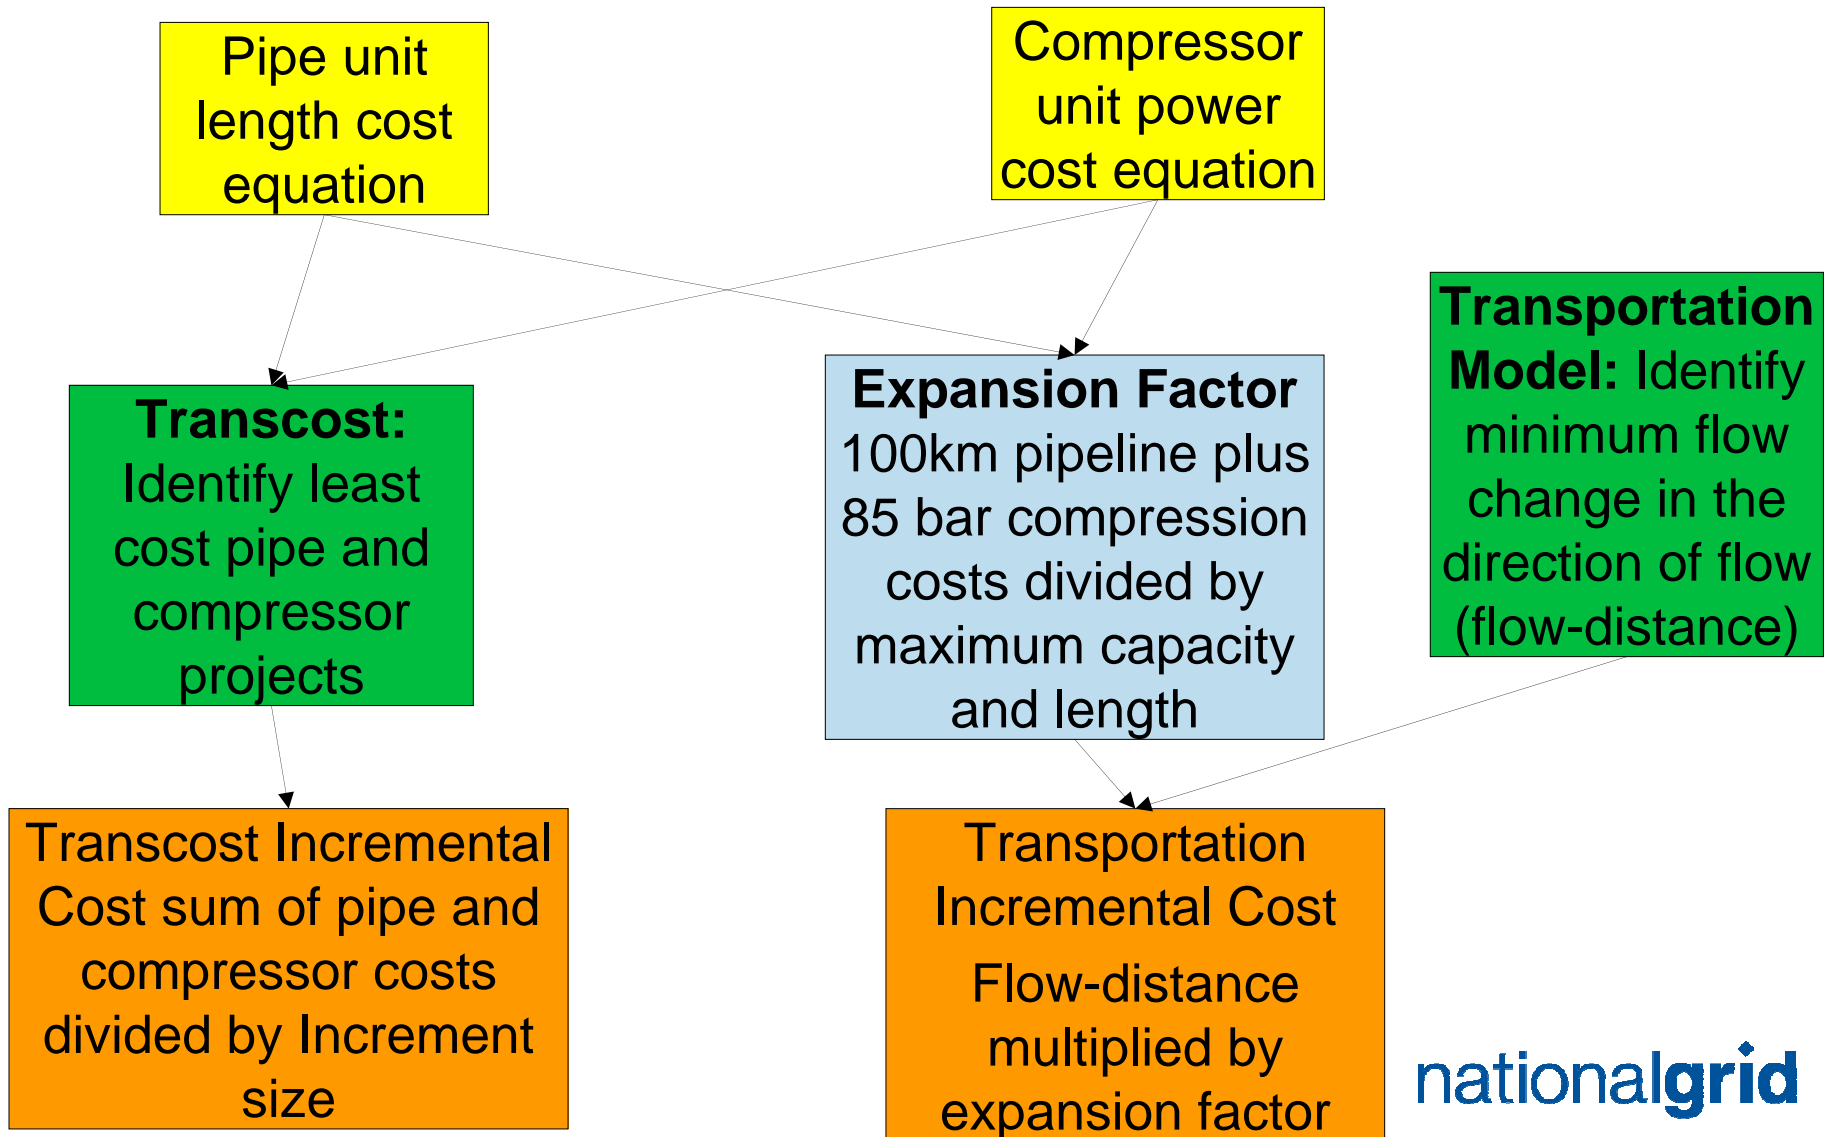 Pipe unit
length cost
equation
Compressor
unit power
cost equation
Transcost:
Identify least
cost pipe and
compressor
projects
Expansion Factor
100km pipeline plus
85 bar compression
costs divided by
maximum capacity
and length
Transportation
Model: Identify
minimum flow
change in the
direction of flow
(flow-distance)
Transcost Incremental
Cost sum of pipe and
compressor costs
divided by Increment
size
Transportation
Incremental Cost
Flow-distance
multiplied by
expansion factor
nationalgrid